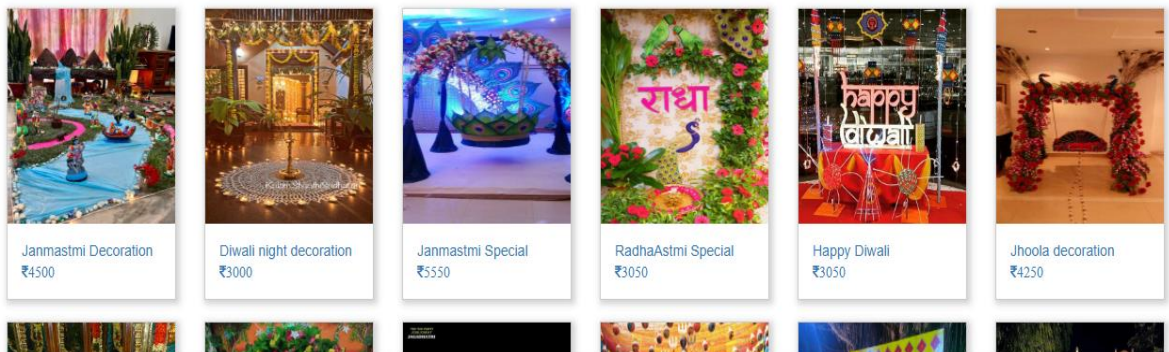 राधा
happy
diwali
Janmastmi Decoration
₹4500
Diwali night decoration
₹3000
Janmastmi Special
₹5550
RadhaAstmi Special
₹3050
Happy Diwali
₹3050
Jhoola decoration
₹4250